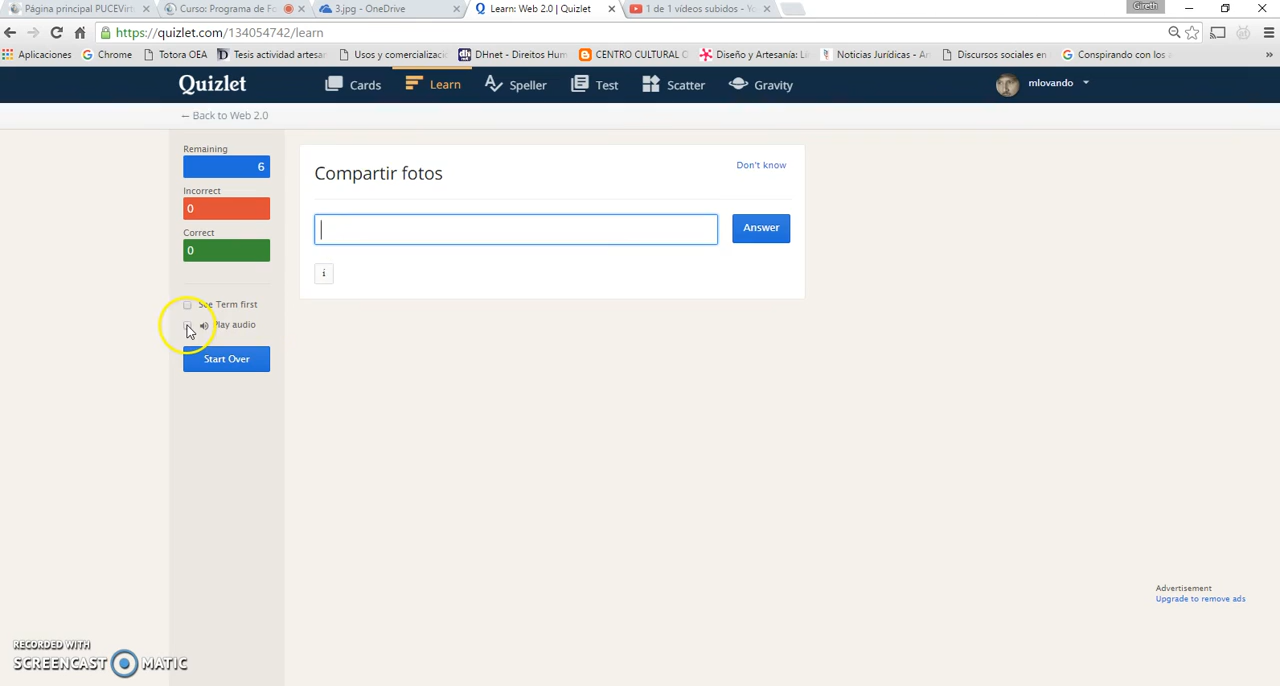 Página principal PUCEVirtu
Curso: Programa de Fo
3.jpg - OneDrive
Learn: Web 2.0 | Quizlet
1 de 1 vídeos subidos - Yo
Gireth
https://quizlet.com/134054742/learn
Aplicaciones
Chrome
Totora OEA
Tesis actividad artesa
Usos y comercializaci
DHnet - Direitos Hum
CENTRO CULTURAL
Diseño y Artesanía:
Noticias Jurídicas - An
Discursos sociales en
Conspirando con los
»
Quizlet
Cards
Learn
Speller
Test
Scatter
Gravity
mlovando
← Back to Web 2.0
Remaining
6
Incorrect
0
Correct
0
See Term first
Play audio
Start Over
Compartir fotos
Don't know
Answer
i
Advertisement
Upgrade to remove ads
RECORDED WITH
SCREENCAST MATIC